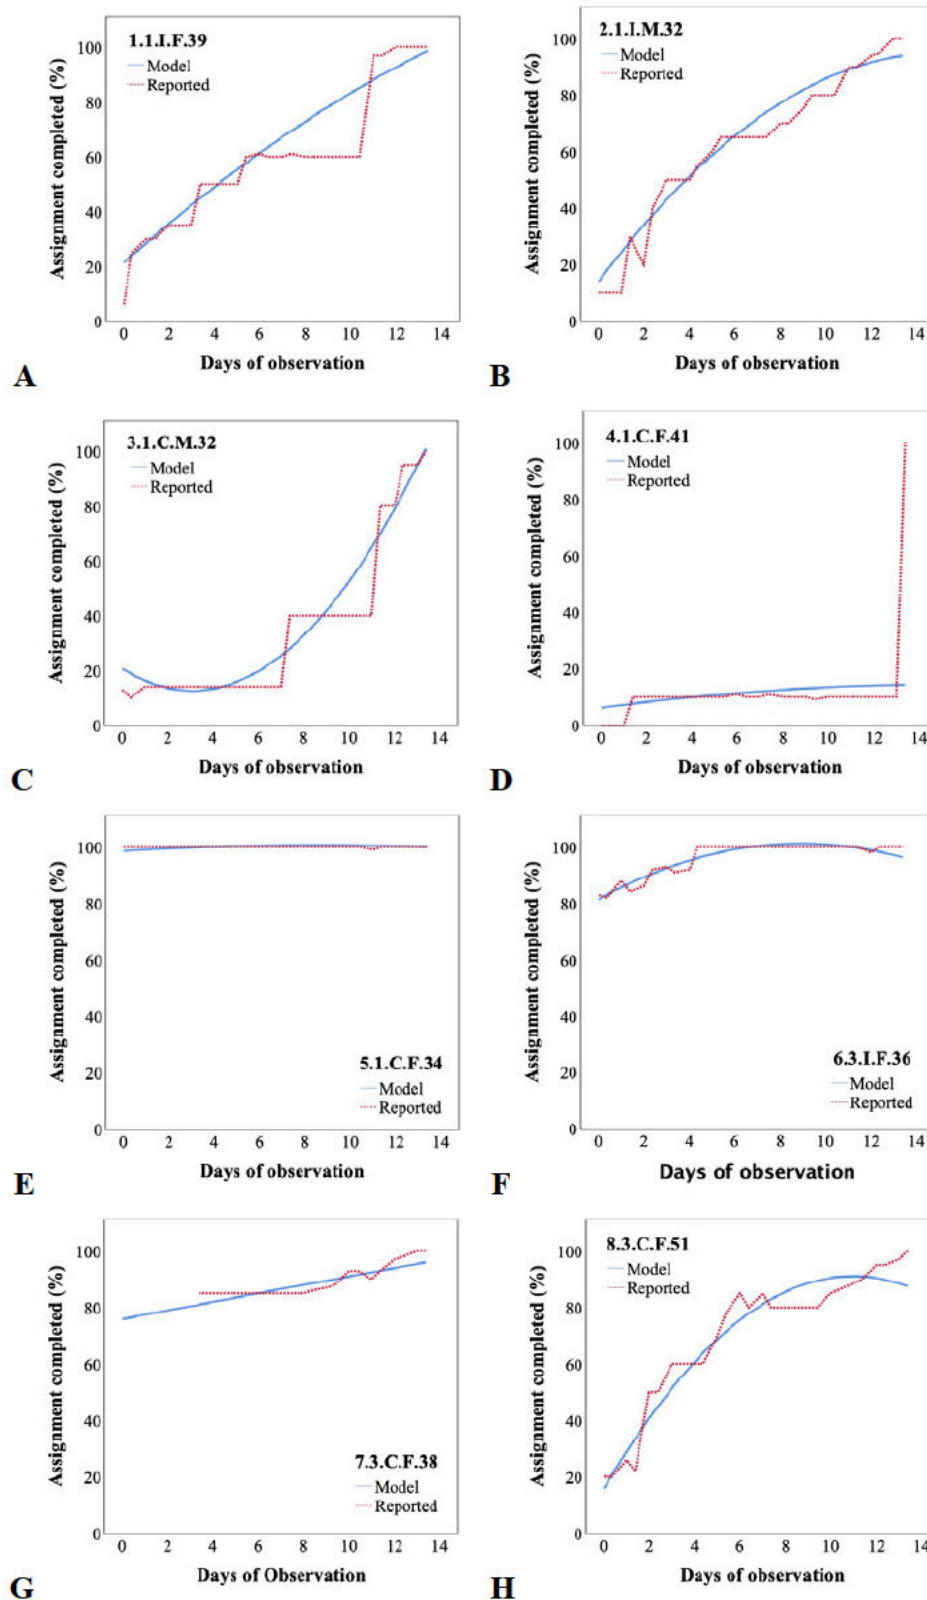 1.1.I.F.39
Model
Reported
Assignment completed (%)
100
80
60
40
20
0
0 2 4 6 8 10 12 14
Days of observation
A
2.1.I.M.32
Model
Reported
Assignment completed (%)
100
80
60
40
20
0
0 2 4 6 8 10 12 14
Days of observation
B
3.1.C.M.32
Model
Reported
Assignment completed (%)
100
80
60
40
20
0
0 2 4 6 8 10 12 14
Days of observation
C
4.1.C.F.41
Model
Reported
Assignment completed (%)
100
80
60
40
20
0
0 2 4 6 8 10 12 14
Days of observation
D
Assignment completed (%)
100
80
60
40
20
0
5.1.C.F.34
Model
Reported
0 2 4 6 8 10 12 14
Days of observation
E
Assignment completed (%)
100
80
60
40
20
0
6.3.I.F.36
Model
Reported
0 2 4 6 8 10 12 14
Days of observation
F
Assignment completed (%)
100
80
60
40
20
0
7.3.C.F.38
Model
Reported
0 2 4 6 8 10 12 14
Days of Observation
G
8.3.C.F.51
Model
Reported
Assignment completed (%)
100
80
60
40
20
0
0 2 4 6 8 10 12 14
Days of observation
H